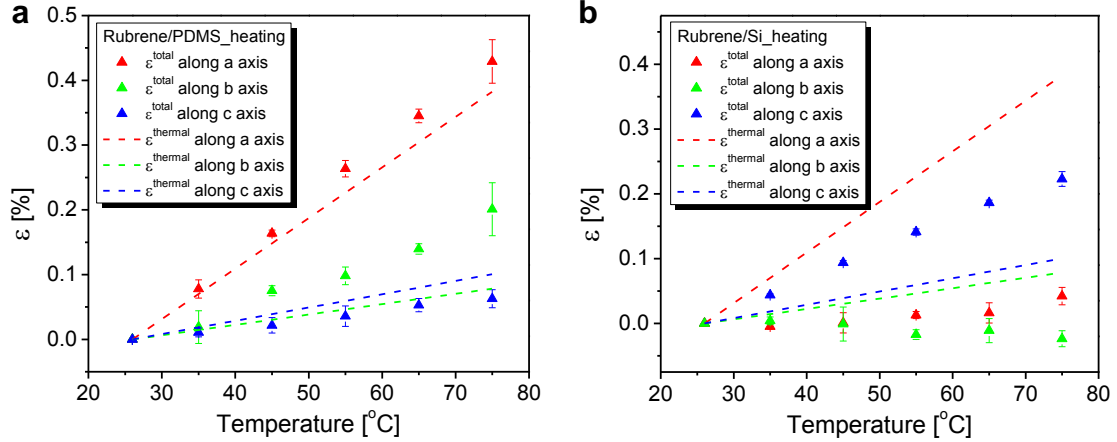 a
Rubrene/PDMS_heating
ε^total along a axis
ε^total along b axis
ε^total along c axis
ε^thermal along a axis
ε^thermal along b axis
ε^thermal along c axis
0.5
0.4
0.3
0.2
0.1
0.0
ε [%]
20 30 40 50 60 70 80
Temperature [°C]
b
Rubrene/Si_heating
ε^total along a axis
ε^total along b axis
ε^total along c axis
ε^thermal along a axis
ε^thermal along b axis
ε^thermal along c axis
0.4
0.3
0.2
0.1
0.0
ε [%]
20 30 40 50 60 70 80
Temperature [°C]